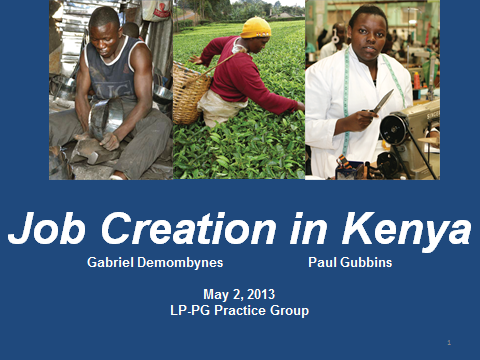 Job Creation in Kenya
Gabriel Demombynes Paul Gubbins
May 2, 2013
LP-PG Practice Group
1